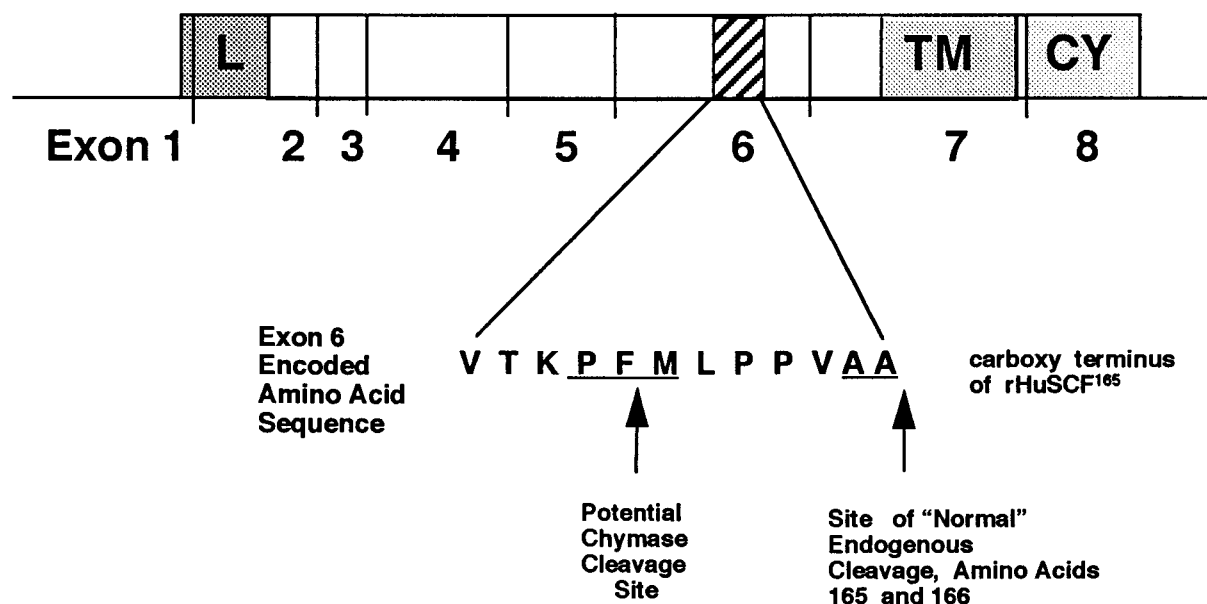 L TM CY
Exon 1 2 3 4 5 6 7 8
Exon 6
Encoded
Amino Acid
Sequence
V T K P F M L P P V A A
carboxy terminus
of rHuSCF¹⁶⁵
Potential
Chymase
Cleavage
Site
Site of “Normal”
Endogenous
Cleavage, Amino Acids
165 and 166